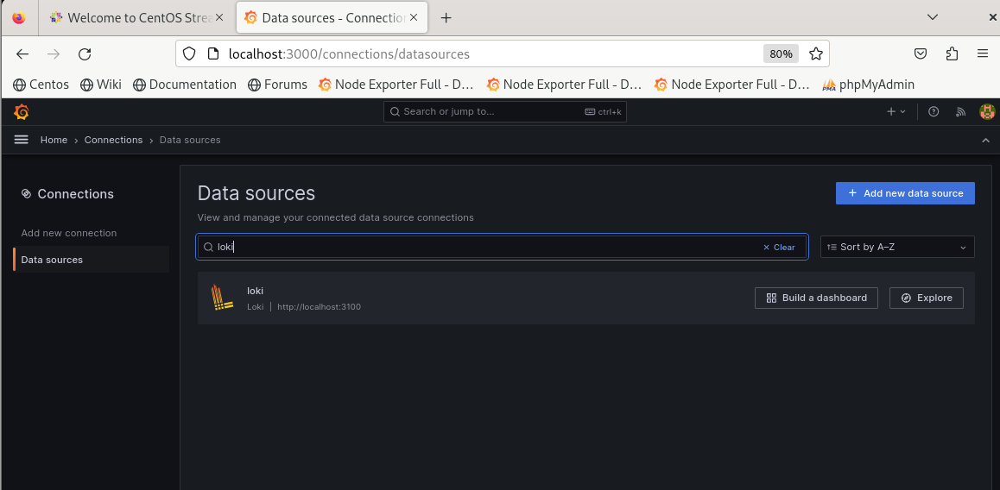 Welcome to CentOS Stre
Data sources - Connectio
localhost:3000/connections/datasources
80%
Centos
Wiki
Documentation
Forums
Node Exporter Full - D...
Node Exporter Full - D...
Node Exporter Full - D...
PMA
phpMyAdmin
Search or jump to...
ctrl+k
Home › Connections › Data sources
Connections
Add new connection
Data sources
Data sources
Add new data source
View and manage your connected data source connections
loki
Clear
Sort by A–Z
loki
Loki | http://localhost:3100
Build a dashboard
Explore